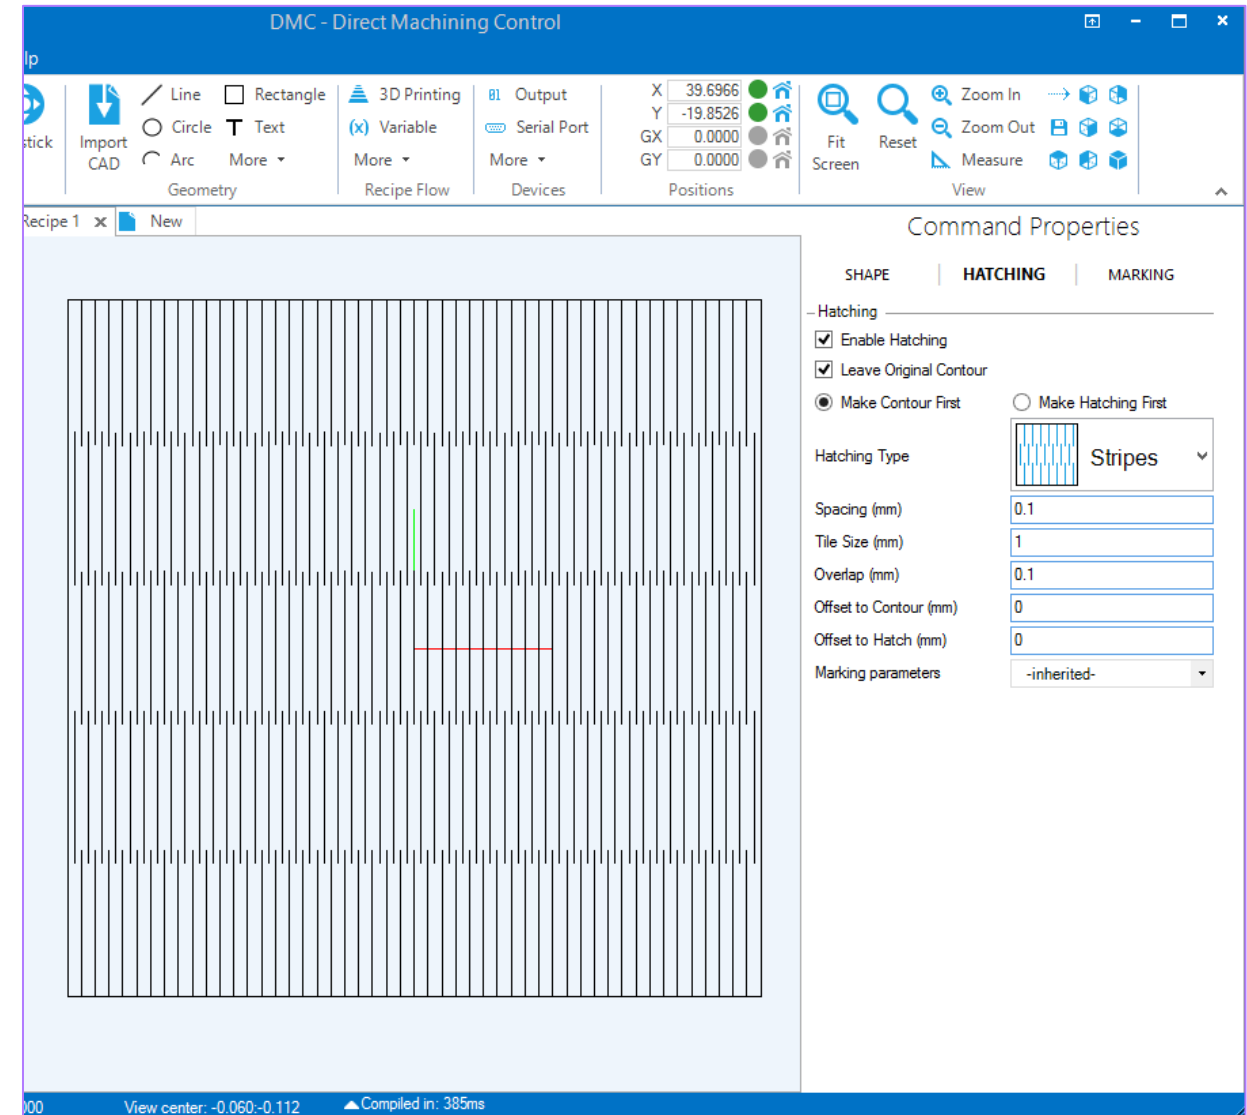 DMC - Direct Machining Control
lp
Line Rectangle 3D Printing 01 Output X 39.6966 Zoom In
Y -19.8526
stick Import CAD Circle T Text (x) Variable Serial Port GX 0.0000 Fit Screen Reset Zoom Out
Arc More More More GY 0.0000 Measure
Geometry Recipe Flow Devices Positions View
Recipe 1 x New
Command Properties
SHAPE HATCHING MARKING
Hatching
Enable Hatching
Leave Original Contour
Make Contour First Make Hatching First
Hatching Type Stripes
Spacing (mm) 0.1
Tile Size (mm) 1
Overlap (mm) 0.1
Offset to Contour (mm) 0
Offset to Hatch (mm) 0
Marking parameters -inherited-
000 View center: -0.060:-0.112 Compiled in: 385ms